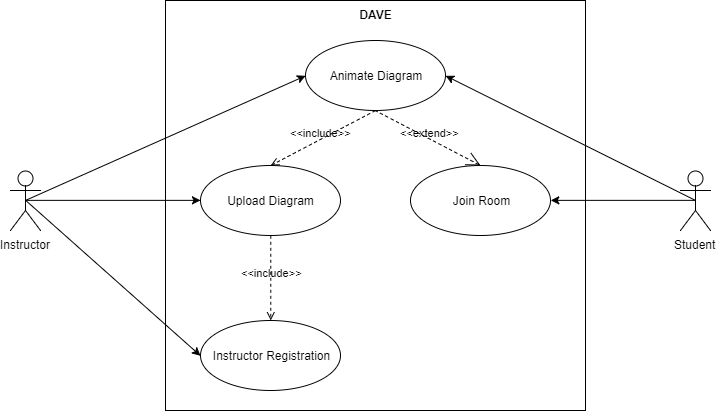 DAVE
Animate Diagram
<<include>>
<<extend>>
Upload Diagram
Join Room
Instructor
Student
<<include>>
Instructor Registration